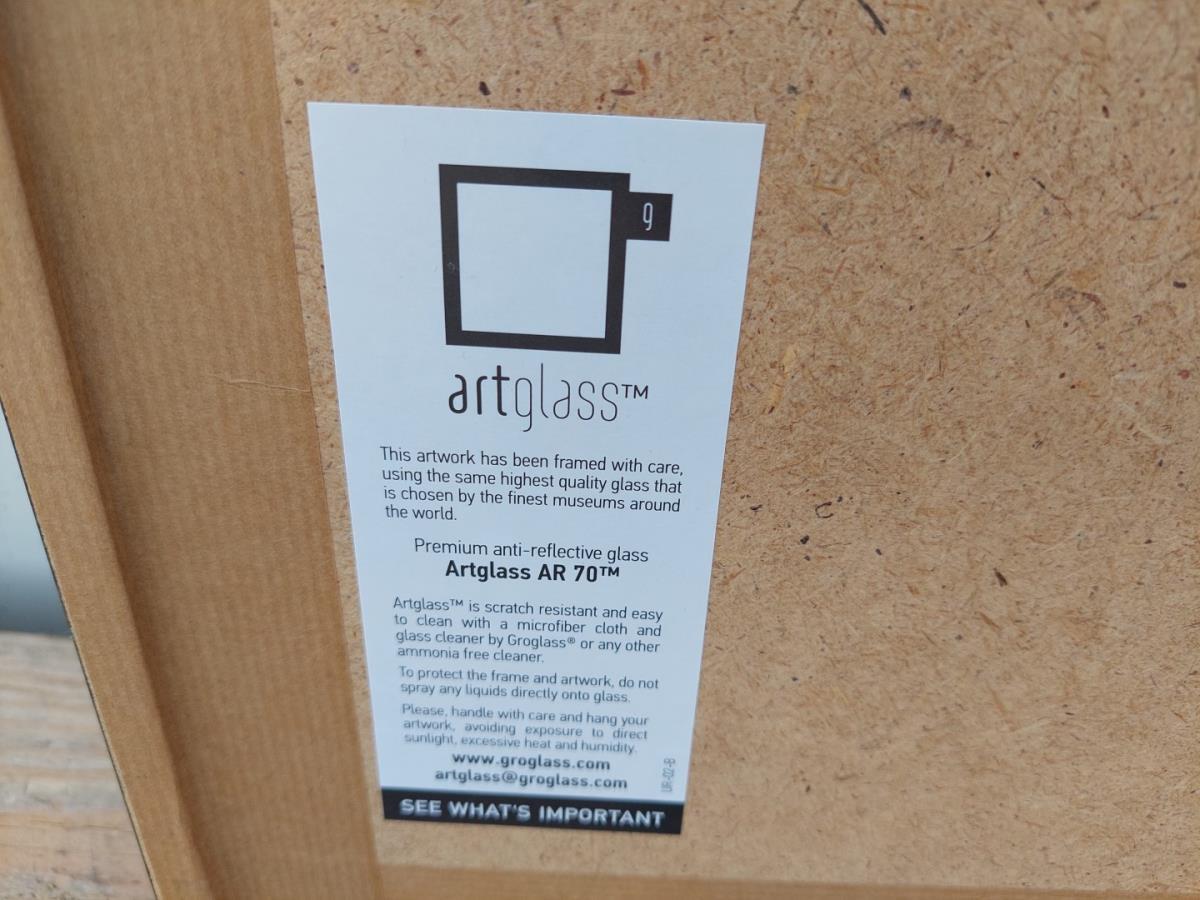 g
artglass™
This artwork has been framed with care,
using the same highest quality glass that
is chosen by the finest museums around
the world.
Premium anti-reflective glass
Artglass AR 70™
Artglass™ is scratch resistant and easy
to clean with a microfiber cloth and
glass cleaner by Groglass® or any other
ammonia free cleaner.
To protect the frame and artwork, do not
spray any liquids directly onto glass.
Please, handle with care and hang your
artwork, avoiding exposure to direct
sunlight, excessive heat and humidity.
www.groglass.com
artglass@groglass.com
SEE WHAT'S IMPORTANT